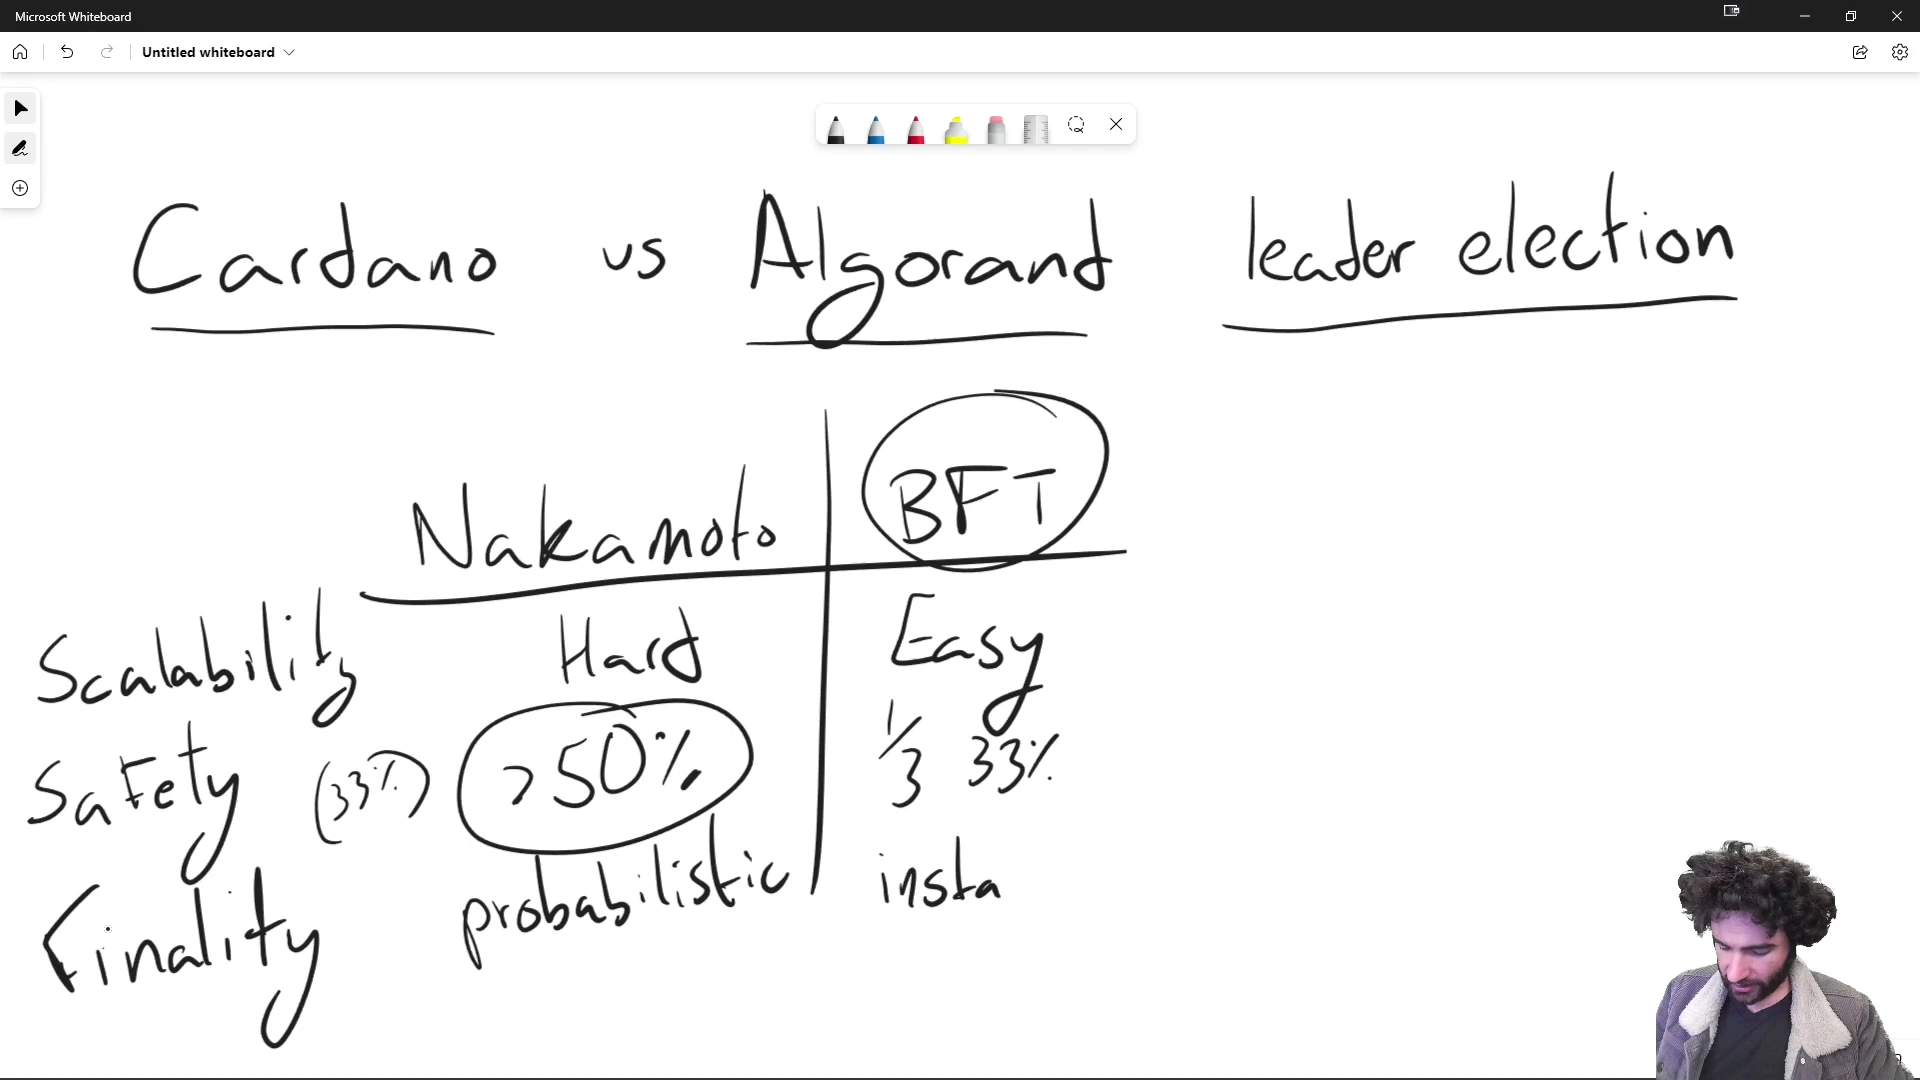 Microsoft Whiteboard
Untitled whiteboard
Cardano vs Algorand leader election
Nakamoto BFT
Scalability Hard Easy
Safety (33%) >50% 1/3 33%
Finality probabilistic insta